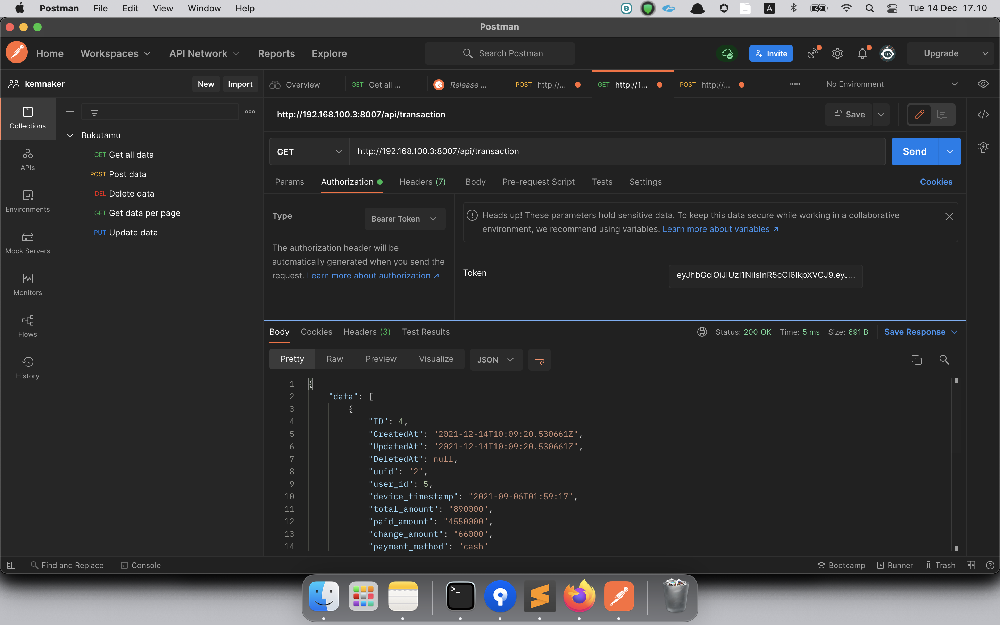 Postman File Edit View Window Help
A Tue 14 Dec 17.10
Postman
Home Workspaces API Network Reports Explore
Search Postman
Invite
Upgrade
kemnaker New Import
Overview
GET Get all ...
Release ...
POST http://...
GET http://1...
POST http://...
No Environment
Collections
APIs
Environments
Mock Servers
Monitors
Flows
History
Bukutamu
GET Get all data
POST Post data
DEL Delete data
GET Get data per page
PUT Update data
http://192.168.100.3:8007/api/transaction
Save
GET http://192.168.100.3:8007/api/transaction
Send
Params Authorization Headers (7) Body Pre-request Script Tests Settings
Cookies
Type
Bearer Token
The authorization header will be
automatically generated when you send the
request. Learn more about authorization ↗
Heads up! These parameters hold sensitive data. To keep this data secure while working in a collaborative
environment, we recommend using variables. Learn more about variables ↗
Token
eyJhbGciOiJIUzI1NiIsInR5cCI6IkpXVCJ9.eyJ...
Body Cookies Headers (3) Test Results
Status: 200 OK Time: 5 ms Size: 691 B
Save Response
Pretty Raw Preview Visualize
JSON
1 {
2 "data": [
3 {
4 "ID": 4,
5 "CreatedAt": "2021-12-14T10:09:20.530661Z",
6 "UpdatedAt": "2021-12-14T10:09:20.530661Z",
7 "DeletedAt": null,
8 "uuid": "2",
9 "user_id": 5,
10 "device_timestamp": "2021-09-06T01:59:17",
11 "total_amount": "890000",
12 "paid_amount": "4550000",
13 "change_amount": "66000",
14 "payment_method": "cash"
Find and Replace Console
Bootcamp Runner Trash